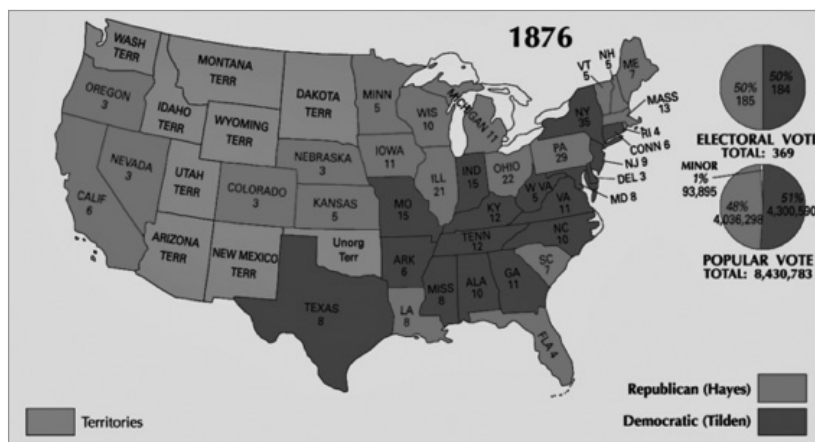 1876
WASH
TERR
OREGON
3
CALIF
6
NEVADA
3
IDAHO
TERR
MONTANA
TERR
WYOMING
TERR
UTAH
TERR
ARIZONA
TERR
COLORADO
3
NEW MEXICO
TERR
DAKOTA
TERR
NEBRASKA
3
KANSAS
5
Unorg
Terr
TEXAS
8
MINN
5
IOWA
11
MO
15
ARK
6
LA
8
WIS
10
ILL
21
MICHIGAN 11
IND
15
OHIO
22
KY
12
TENN
12
MISS
8
ALA
10
GA
11
FLA 4
SC
7
NC
10
VA
11
W VA
5
PA
29
NY
35
VT
5
NH
5
ME
7
MASS
13
RI 4
CONN 6
NJ 9
DEL 3
MD 8
50%
185
50%
184
ELECTORAL VOTE
TOTAL: 369
MINOR
1%
93,895
48%
4,036,298
51%
4,300,590
POPULAR VOTE
TOTAL: 8,430,783
Republican (Hayes)
Democratic (Tilden)
Territories